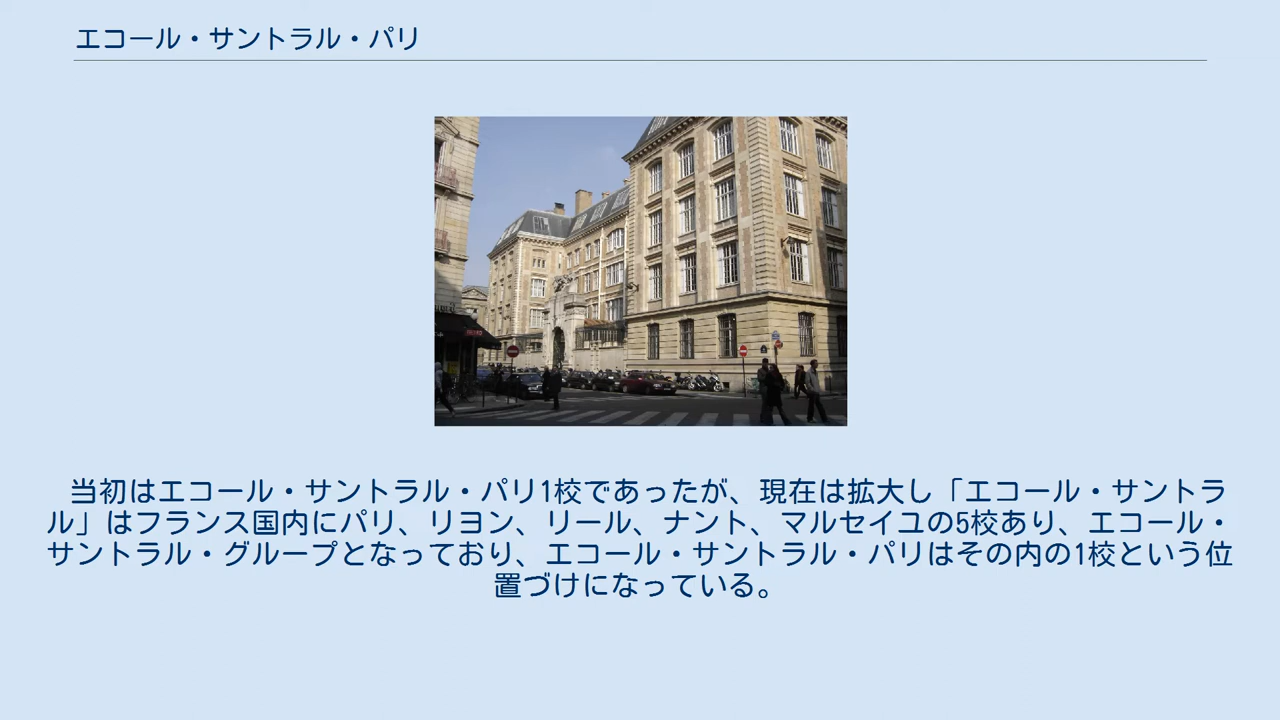 エコール・サントラル・パリ
当初はエコール・サントラル・パリ1校であったが、現在は拡大し「エコール・サントラ
ル」はフランス国内にパリ、リヨン、リール、ナント、マルセイユの5校あり、エコール・
サントラル・グループとなっており、エコール・サントラル・パリはその内の1校という位
置づけになっている。